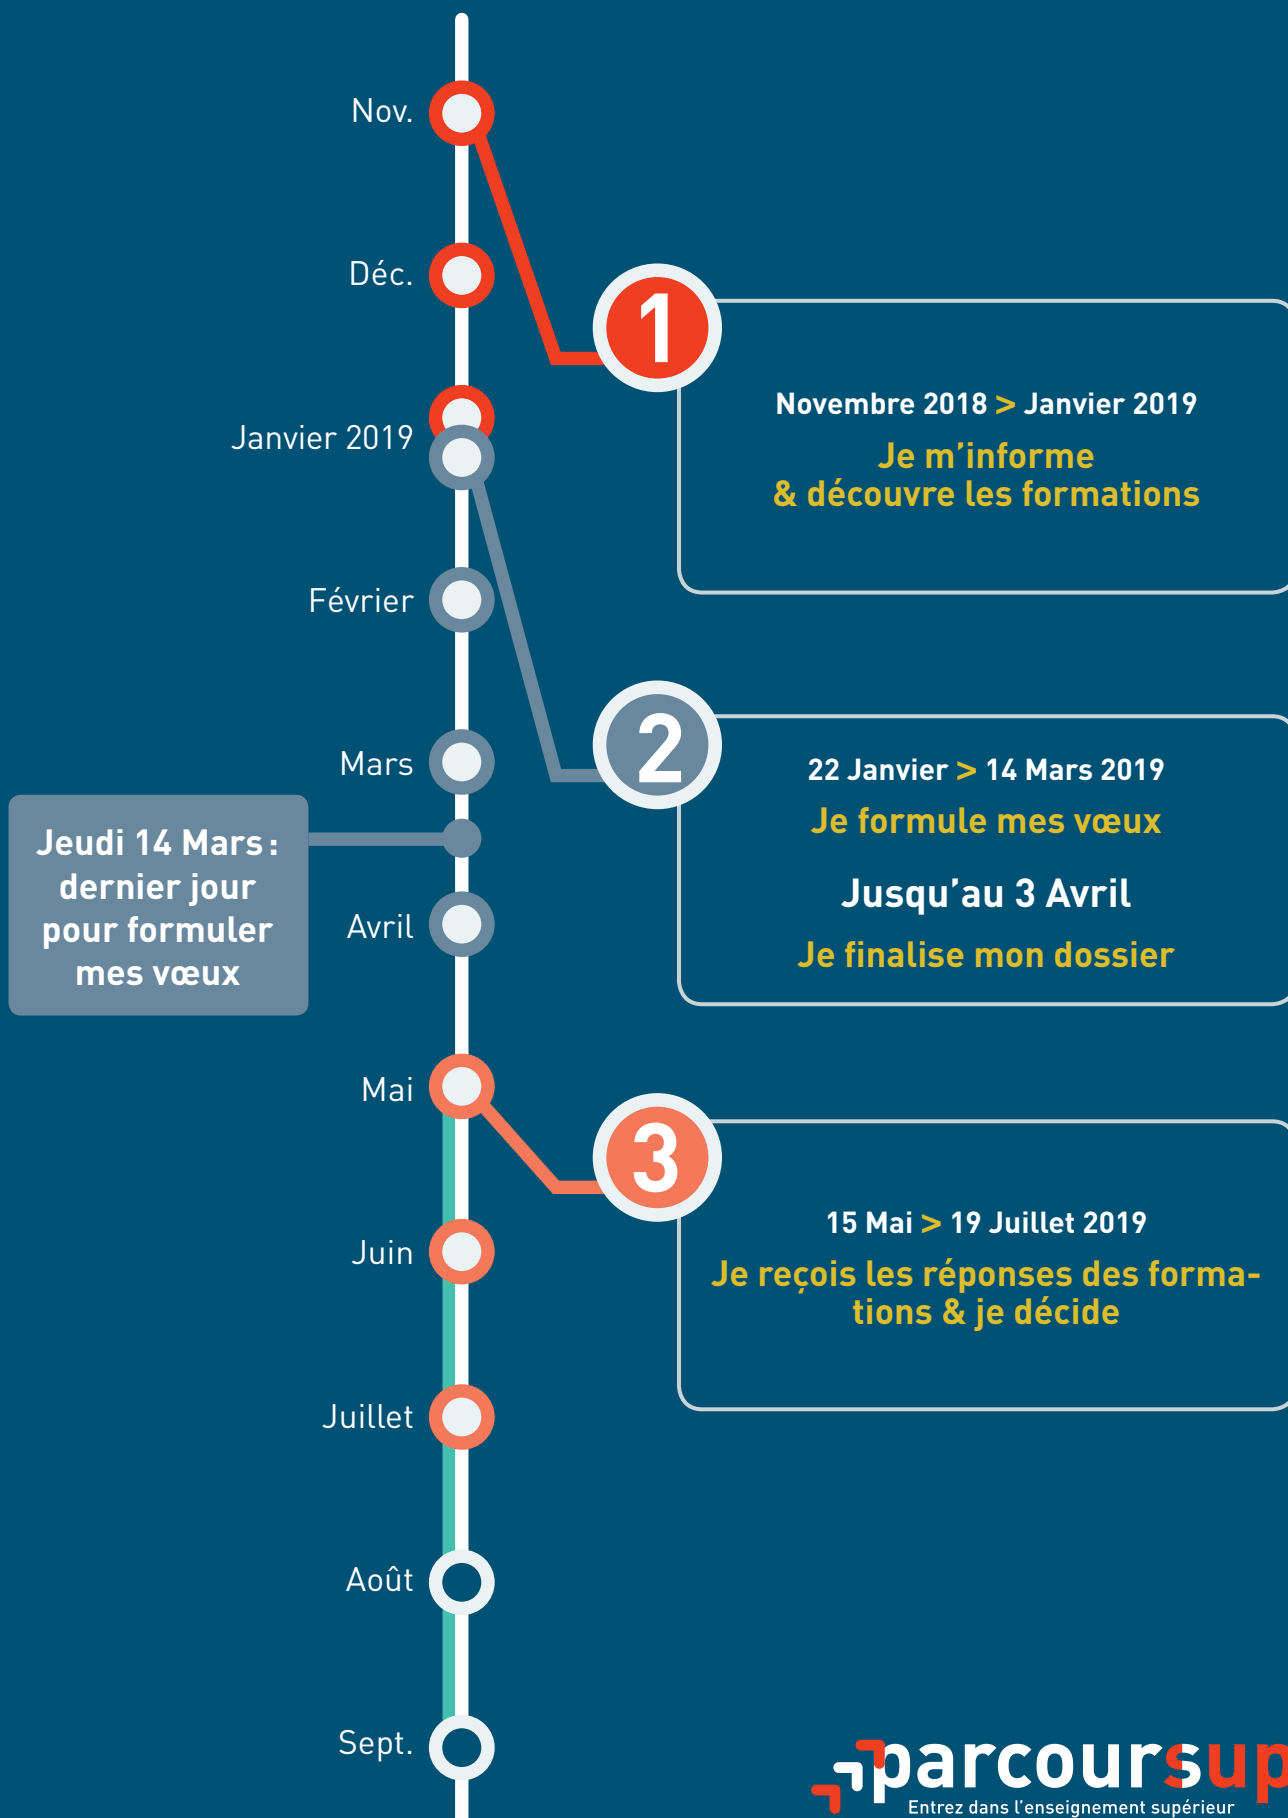 Nov.
Déc.
Janvier 2019
Février
Mars
Jeudi 14 Mars :
dernier jour
pour formuler
mes vœux
Avril
Mai
Juin
Juillet
Août
Sept.
1
Novembre 2018 > Janvier 2019
Je m’informe
& découvre les formations
2
22 Janvier > 14 Mars 2019
Je formule mes vœux
Jusqu’au 3 Avril
Je finalise mon dossier
3
15 Mai > 19 Juillet 2019
Je reçois les réponses des forma-
tions & je décide
parcoursup
Entrez dans l’enseignement supérieur